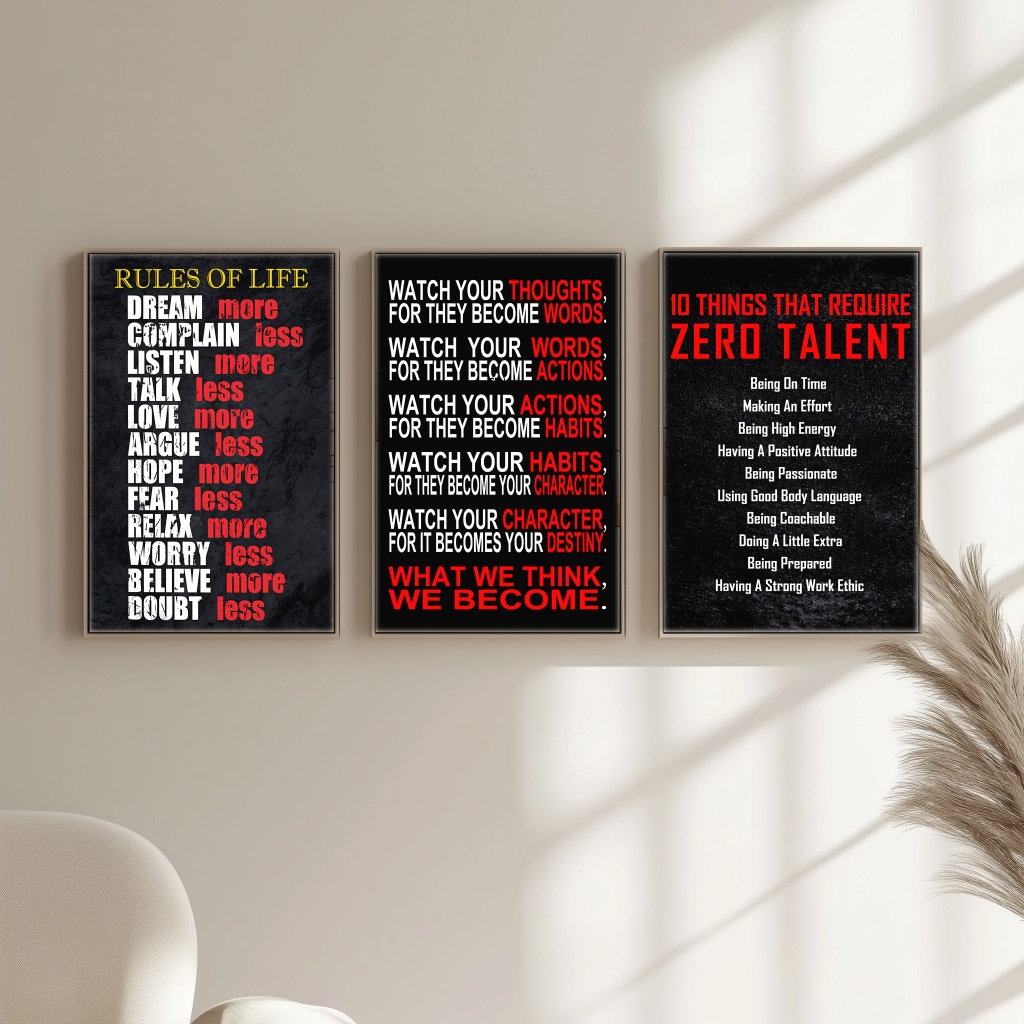 RULES OF LIFE
DREAM more
COMPLAIN less
LISTEN more
TALK less
LOVE more
ARGUE less
HOPE more
FEAR less
RELAX more
WORRY less
BELIEVE more
DOUBT less
WATCH YOUR THOUGHTS,
FOR THEY BECOME WORDS.
WATCH YOUR WORDS,
FOR THEY BECOME ACTIONS.
WATCH YOUR ACTIONS,
FOR THEY BECOME HABITS.
WATCH YOUR HABITS,
FOR THEY BECOME YOUR CHARACTER.
WATCH YOUR CHARACTER,
FOR IT BECOMES YOUR DESTINY.
WHAT WE THINK,
WE BECOME.
10 THINGS THAT REQUIRE
ZERO TALENT
Being On Time
Making An Effort
Being High Energy
Having A Positive Attitude
Being Passionate
Using Good Body Language
Being Coachable
Doing A Little Extra
Being Prepared
Having A Strong Work Ethic